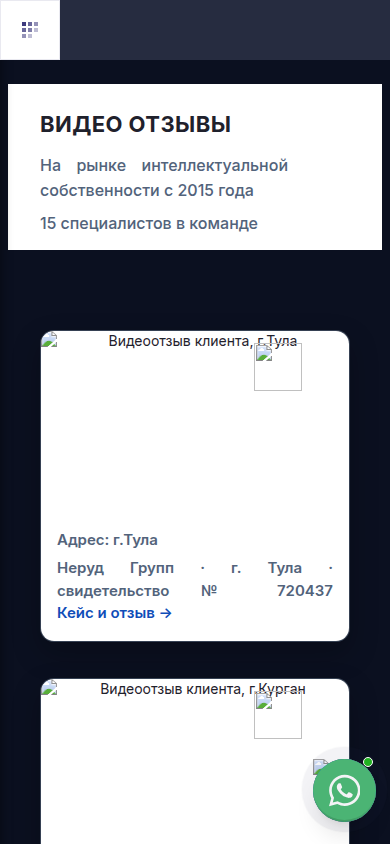 ВИДЕО ОТЗЫВЫ
На рынке интеллектуальной
собственности с 2015 года
15 специалистов в команде
Видеоотзыв клиента, г.Тула
Адрес: г.Тула
Неруд Групп · г. Тула ·
свидетельство № 720437
Кейс и отзыв →
Видеоотзыв клиента, г.Курган